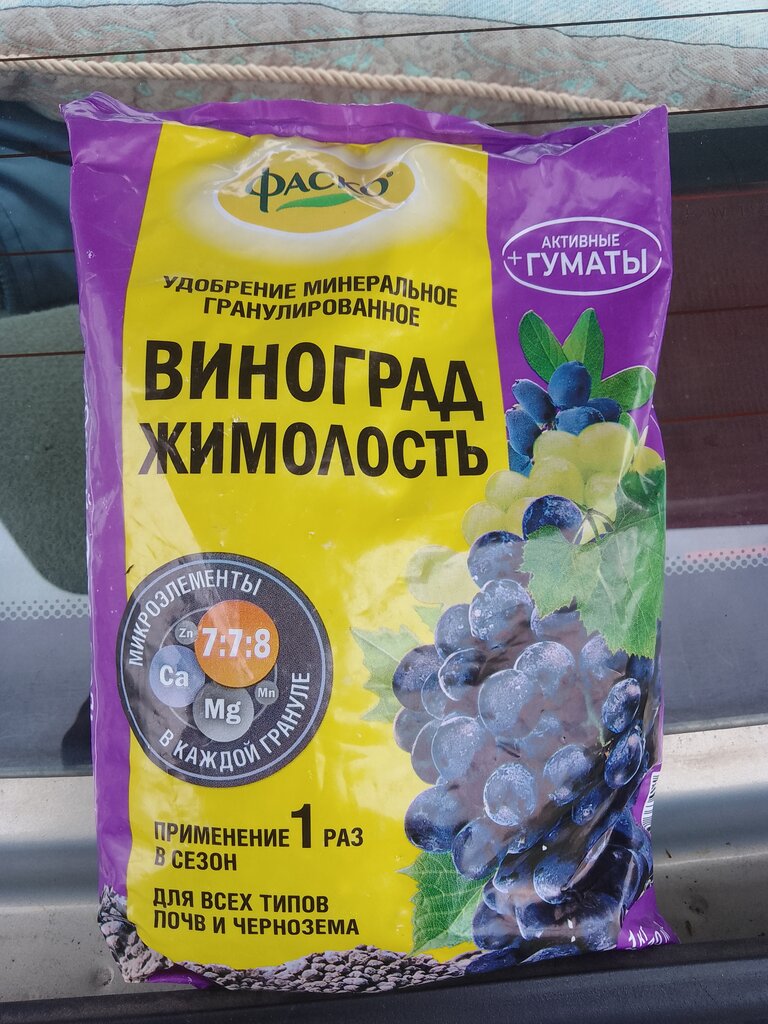 ФАСКО®
АКТИВНЫЕ
+ГУМАТЫ
УДОБРЕНИЕ МИНЕРАЛЬНОЕ
ГРАНУЛИРОВАННОЕ
ВИНОГРАД
ЖИМОЛОСТЬ
МИКРОЭЛЕМЕНТЫ
Zn
7:7:8
Ca
Mg
Mn
В КАЖДОЙ ГРАНУЛЕ
ПРИМЕНЕНИЕ 1 РАЗ
В СЕЗОН
ДЛЯ ВСЕХ ТИПОВ
ПОЧВ И ЧЕРНОЗЕМА